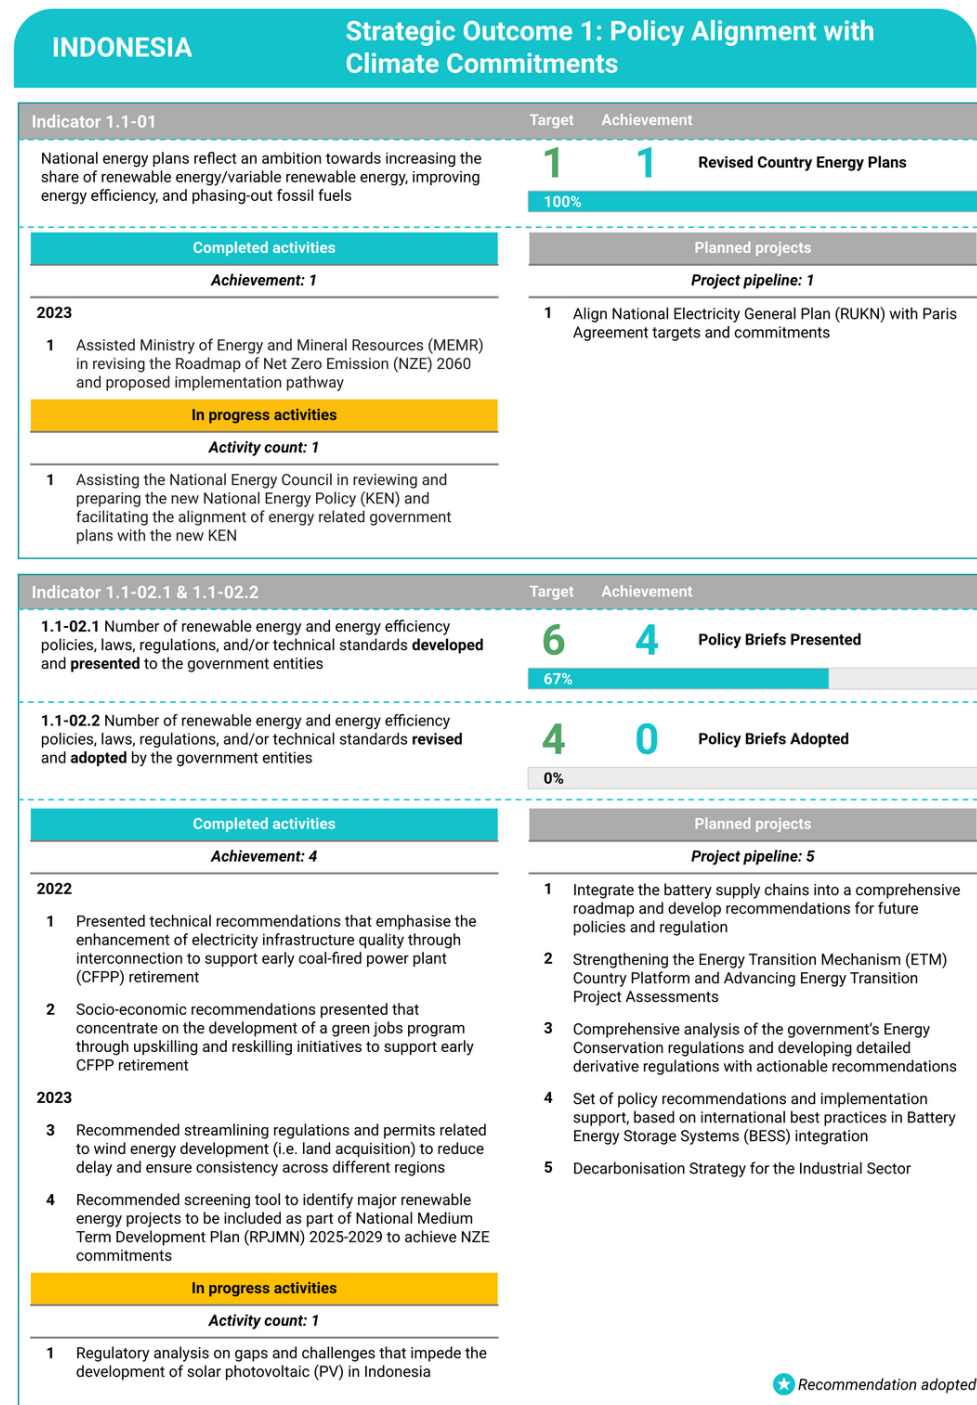 INDONESIA
Strategic Outcome 1: Policy Alignment with
Climate Commitments
Indicator 1.1-01
Target Achievement
National energy plans reflect an ambition towards increasing the
share of renewable energy/variable renewable energy, improving
energy efficiency, and phasing-out fossil fuels
1 1 Revised Country Energy Plans
100%
Completed activities
Achievement: 1
2023
1 Assisted Ministry of Energy and Mineral Resources (MEMR)
in revising the Roadmap of Net Zero Emission (NZE) 2060
and proposed implementation pathway
In progress activities
Activity count: 1
1 Assisting the National Energy Council in reviewing and
preparing the new National Energy Policy (KEN) and
facilitating the alignment of energy related government
plans with the new KEN
Planned projects
Project pipeline: 1
1 Align National Electricity General Plan (RUKN) with Paris
Agreement targets and commitments
Indicator 1.1-02.1 & 1.1-02.2
Target Achievement
1.1-02.1 Number of renewable energy and energy efficiency
policies, laws, regulations, and/or technical standards developed
and presented to the government entities
6 4 Policy Briefs Presented
67%
1.1-02.2 Number of renewable energy and energy efficiency
policies, laws, regulations, and/or technical standards revised
and adopted by the government entities
4 0 Policy Briefs Adopted
0%
Completed activities
Achievement: 4
2022
1 Presented technical recommendations that emphasise the
enhancement of electricity infrastructure quality through
interconnection to support early coal-fired power plant
(CFPP) retirement
2 Socio-economic recommendations presented that
concentrate on the development of a green jobs program
through upskilling and reskilling initiatives to support early
CFPP retirement
2023
3 Recommended streamlining regulations and permits related
to wind energy development (i.e. land acquisition) to reduce
delay and ensure consistency across different regions
4 Recommended screening tool to identify major renewable
energy projects to be included as part of National Medium
Term Development Plan (RPJMN) 2025-2029 to achieve NZE
commitments
In progress activities
Activity count: 1
1 Regulatory analysis on gaps and challenges that impede the
development of solar photovoltaic (PV) in Indonesia
Planned projects
Project pipeline: 5
1 Integrate the battery supply chains into a comprehensive
roadmap and develop recommendations for future
policies and regulation
2 Strengthening the Energy Transition Mechanism (ETM)
Country Platform and Advancing Energy Transition
Project Assessments
3 Comprehensive analysis of the government's Energy
Conservation regulations and developing detailed
derivative regulations with actionable recommendations
4 Set of policy recommendations and implementation
support, based on international best practices in Battery
Energy Storage Systems (BESS) integration
5 Decarbonisation Strategy for the Industrial Sector
Recommendation adopted